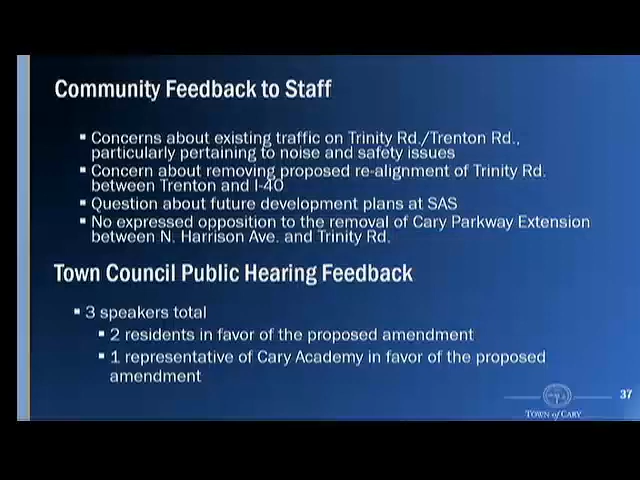 Community Feedback to Staff
▪ Concerns about existing traffic on Trinity Rd./Trenton Rd.,
particularly pertaining to noise and safety issues
▪ Concern about removing proposed re-alignment of Trinity Rd.
between Trenton and I-40
▪ Question about future development plans at SAS
▪ No expressed opposition to the removal of Cary Parkway Extension
between N. Harrison Ave. and Trinity Rd.
Town Council Public Hearing Feedback
▪ 3 speakers total
▪ 2 residents in favor of the proposed amendment
▪ 1 representative of Cary Academy in favor of the proposed
amendment
37
TOWN of CARY